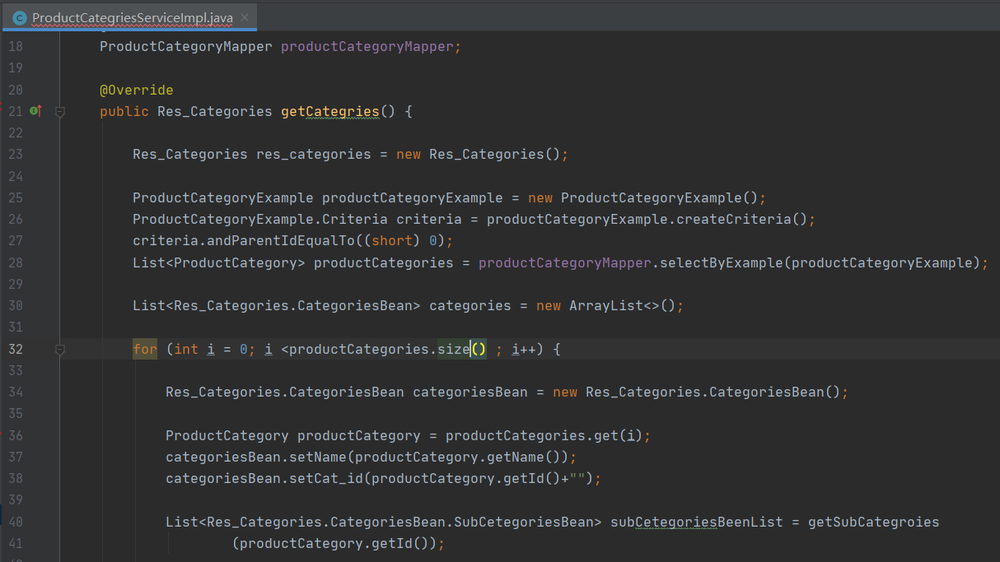 ProductCategriesServiceImpl.java
18 ProductCategoryMapper productCategoryMapper;
19
20 @Override
21 public Res_Categories getCategries() {
22
23 Res_Categories res_categories = new Res_Categories();
24
25 ProductCategoryExample productCategoryExample = new ProductCategoryExample();
26 ProductCategoryExample.Criteria criteria = productCategoryExample.createCriteria();
27 criteria.andParentIdEqualTo((short) 0);
28 List<ProductCategory> productCategories = productCategoryMapper.selectByExample(productCategoryExample);
29
30 List<Res_Categories.CategoriesBean> categories = new ArrayList<>();
31
32 for (int i = 0; i <productCategories.size() ; i++) {
33
34 Res_Categories.CategoriesBean categoriesBean = new Res_Categories.CategoriesBean();
35
36 ProductCategory productCategory = productCategories.get(i);
37 categoriesBean.setName(productCategory.getName());
38 categoriesBean.setCat_id(productCategory.getId()+"");
39
40 List<Res_Categories.CategoriesBean.SubCetegoriesBean> subCetegoriesBeenList = getSubCategroies
41 (productCategory.getId());